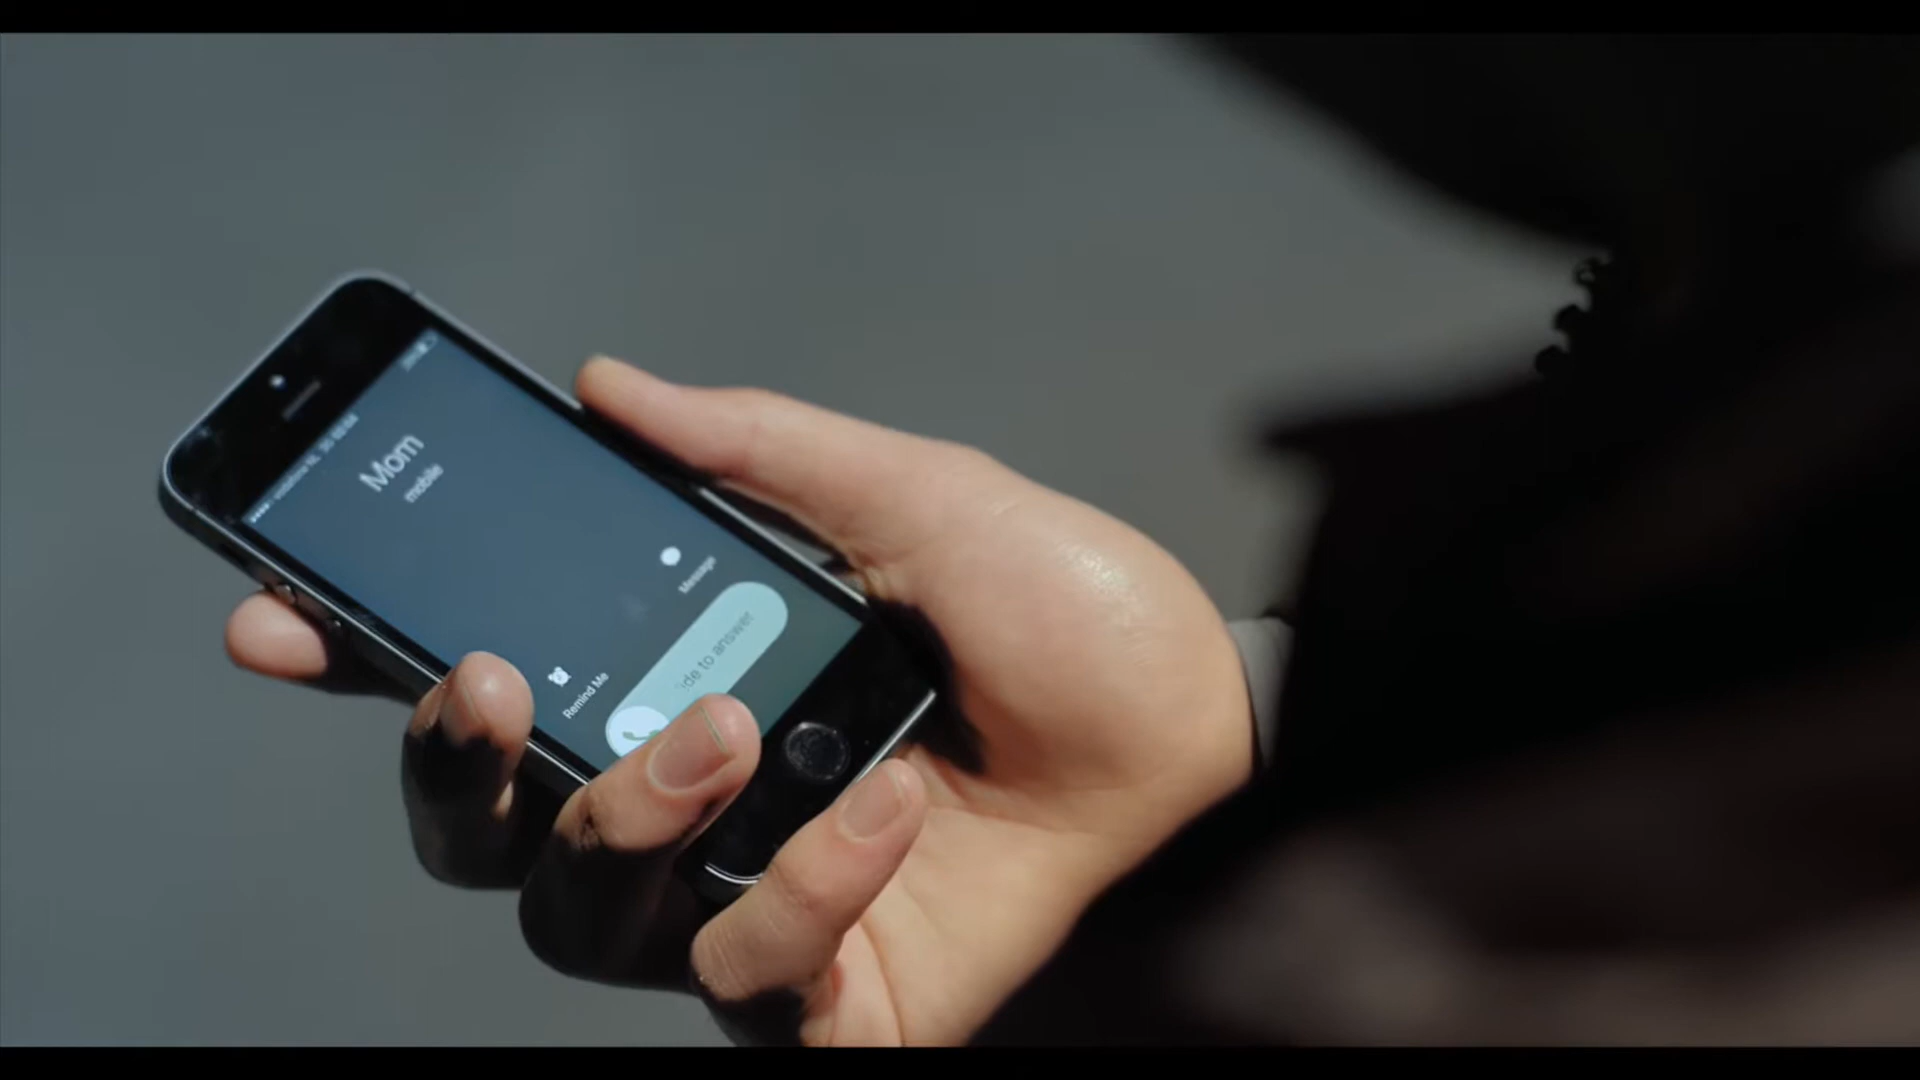 Mom
mobile
Remind Me
Message
ide to answer